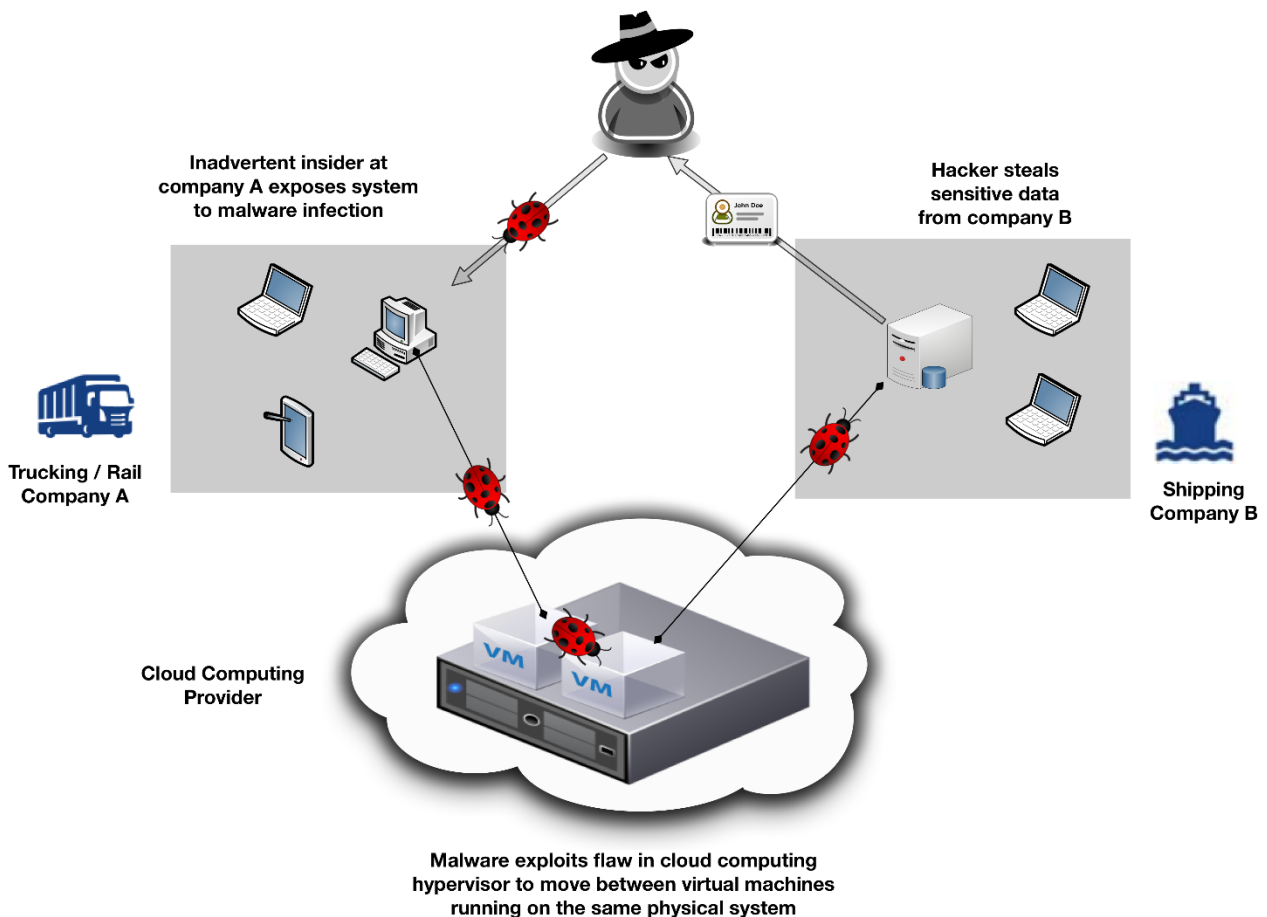 Inadvertent insider at
company A exposes system
to malware infection
Hacker steals
sensitive data
from company B
John Doe
Trucking / Rail
Company A
Shipping
Company B
Cloud Computing
Provider
VM
VM
Malware exploits flaw in cloud computing
hypervisor to move between virtual machines
running on the same physical system